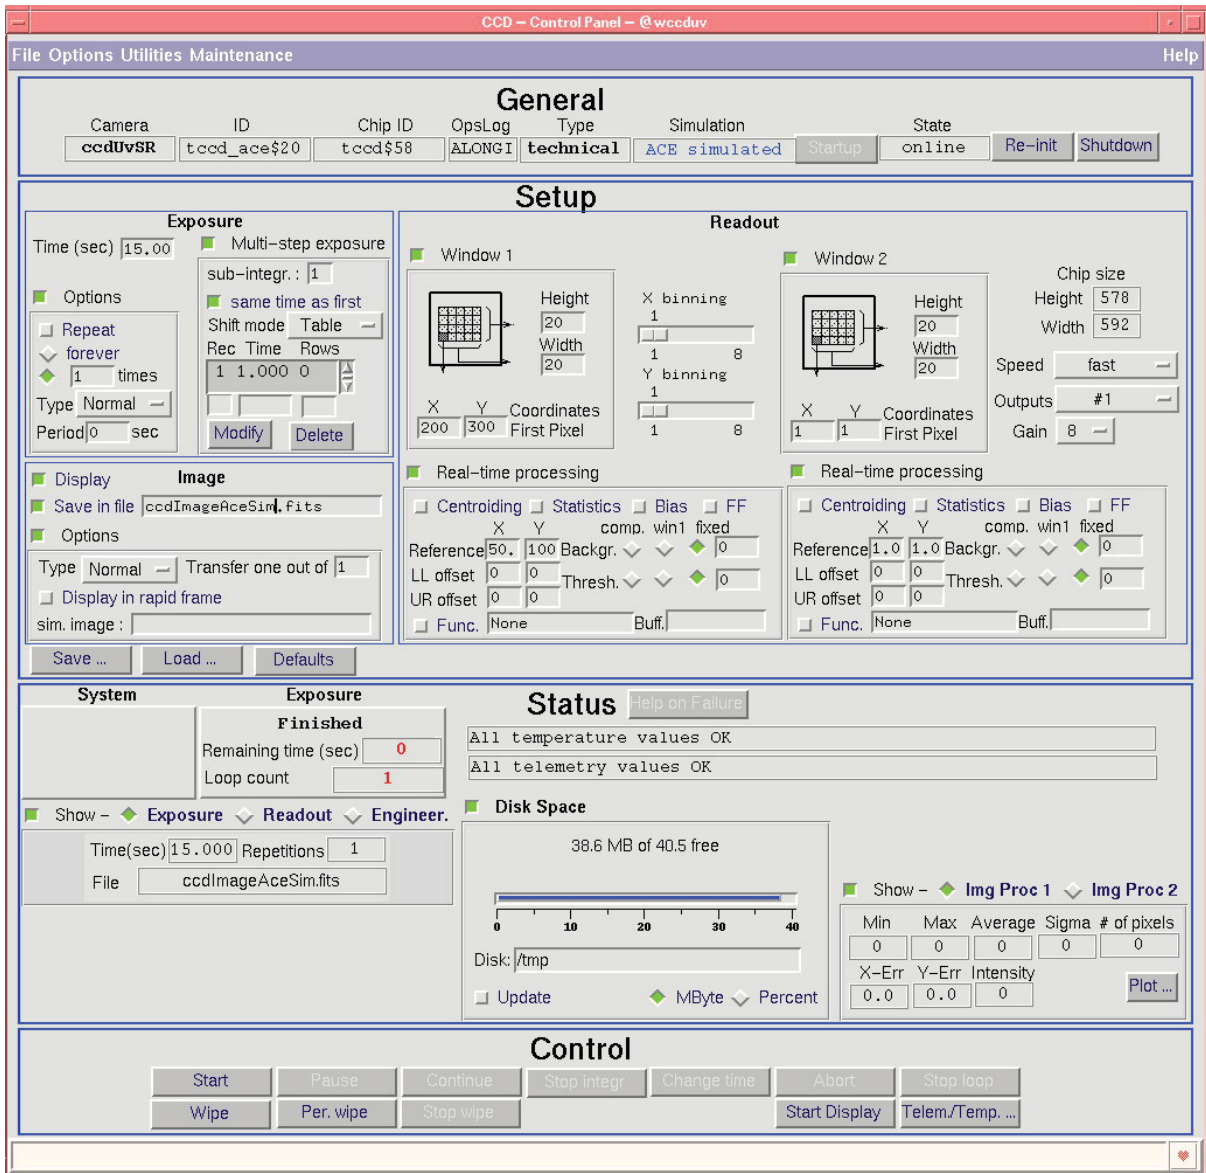 CCD – Control Panel – @wccduv
File Options Utilities Maintenance Help
General
Camera ID Chip ID OpsLog Type Simulation State
ccdUvSR tccd_ace$20 tccd$58 ALONGI technical ACE simulated Startup online Re-init Shutdown
Setup
Exposure
Time (sec) 15.00
Multi-step exposure
sub-integr. : 1
same time as first
Shift mode Table
Rec Time Rows
1 1.000 0
Modify Delete
Options
Repeat
forever
1 times
Type Normal
Period 0 sec
Readout
Window 1
Height
20
Width
20
X Y Coordinates
200 300 First Pixel
X binning
1
1 8
Y binning
1
1 8
Window 2
Height
20
Width
20
X Y Coordinates
1 1 First Pixel
Chip size
Height 578
Width 592
Speed fast
Outputs #1
Gain 8
Display Image
Save in file ccdImageAceSim.fits
Options
Type Normal Transfer one out of 1
Display in rapid frame
sim. image :
Real-time processing
Centroiding Statistics Bias FF
X Y comp. win1 fixed
Reference 50. 100 Backgr. 0
LL offset 0 0 Thresh. 0
UR offset 0 0
Func. None Buff.
Real-time processing
Centroiding Statistics Bias FF
X Y comp. win1 fixed
Reference 1.0 1.0 Backgr. 0
LL offset 0 0 Thresh. 0
UR offset 0 0
Func. None Buff.
Save ... Load ... Defaults
System Exposure
Finished
Remaining time (sec) 0
Loop count 1
Status Help on Failure
All temperature values OK
All telemetry values OK
Show – Exposure Readout Engineer.
Time(sec) 15.000 Repetitions 1
File ccdImageAceSim.fits
Disk Space
38.6 MB of 40.5 free
0 10 20 30 40
Disk: /tmp
Update MByte Percent
Show – Img Proc 1 Img Proc 2
Min Max Average Sigma # of pixels
0 0 0 0 0
X-Err Y-Err Intensity
0.0 0.0 0 Plot ...
Control
Start Pause Continue Stop integr Change time Abort Stop loop
Wipe Per. wipe Stop wipe Start Display Telem./Temp. ...